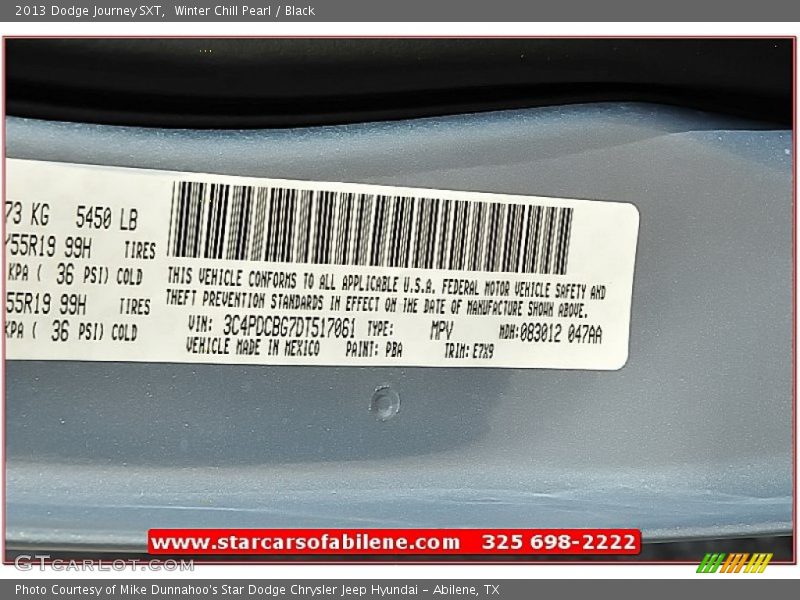 2013 Dodge Journey SXT,  Winter Chill Pearl / Black
73 KG   5450 LB
/55R19 99H   TIRES
KPA ( 36 PSI) COLD
55R19 99H   TIRES
KPA ( 36 PSI) COLD
THIS VEHICLE CONFORMS TO ALL APPLICABLE U.S.A. FEDERAL MOTOR VEHICLE SAFETY AND
THEFT PREVENTION STANDARDS IN EFFECT ON THE DATE OF MANUFACTURE SHOWN ABOVE.
VIN: 3C4PDCBG7DT517061 TYPE: MPV MDH:083012 047AA
VEHICLE MADE IN MEXICO PAINT: PBA TRIM: E7X9
www.starcarsofabilene.com 325 698-2222
GTcarlot.com
Photo Courtesy of Mike Dunnahoo's Star Dodge Chrysler Jeep Hyundai - Abilene, TX